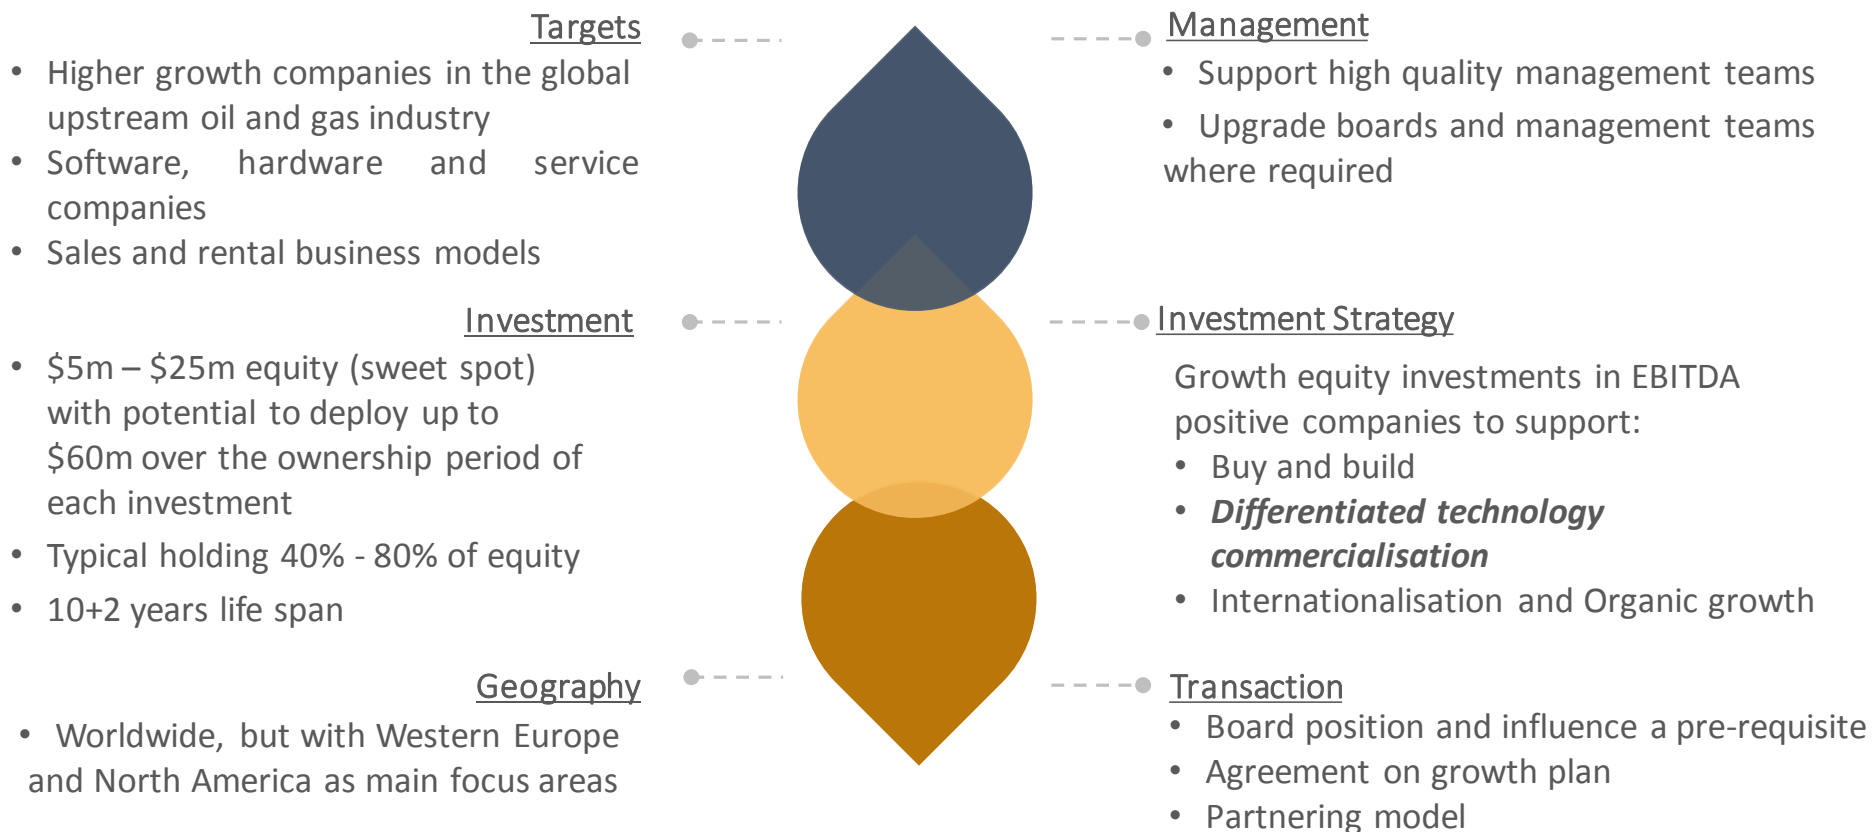 Targets
• Higher growth companies in the global
upstream oil and gas industry
• Software, hardware and service
companies
• Sales and rental business models
Investment
• $5m – $25m equity (sweet spot)
with potential to deploy up to
$60m over the ownership period of
each investment
• Typical holding 40% - 80% of equity
• 10+2 years life span
Geography
• Worldwide, but with Western Europe
and North America as main focus areas
Management
• Support high quality management teams
• Upgrade boards and management teams
where required
Investment Strategy
Growth equity investments in EBITDA
positive companies to support:
• Buy and build
• Differentiated technology
commercialisation
• Internationalisation and Organic growth
Transaction
• Board position and influence a pre-requisite
• Agreement on growth plan
• Partnering model